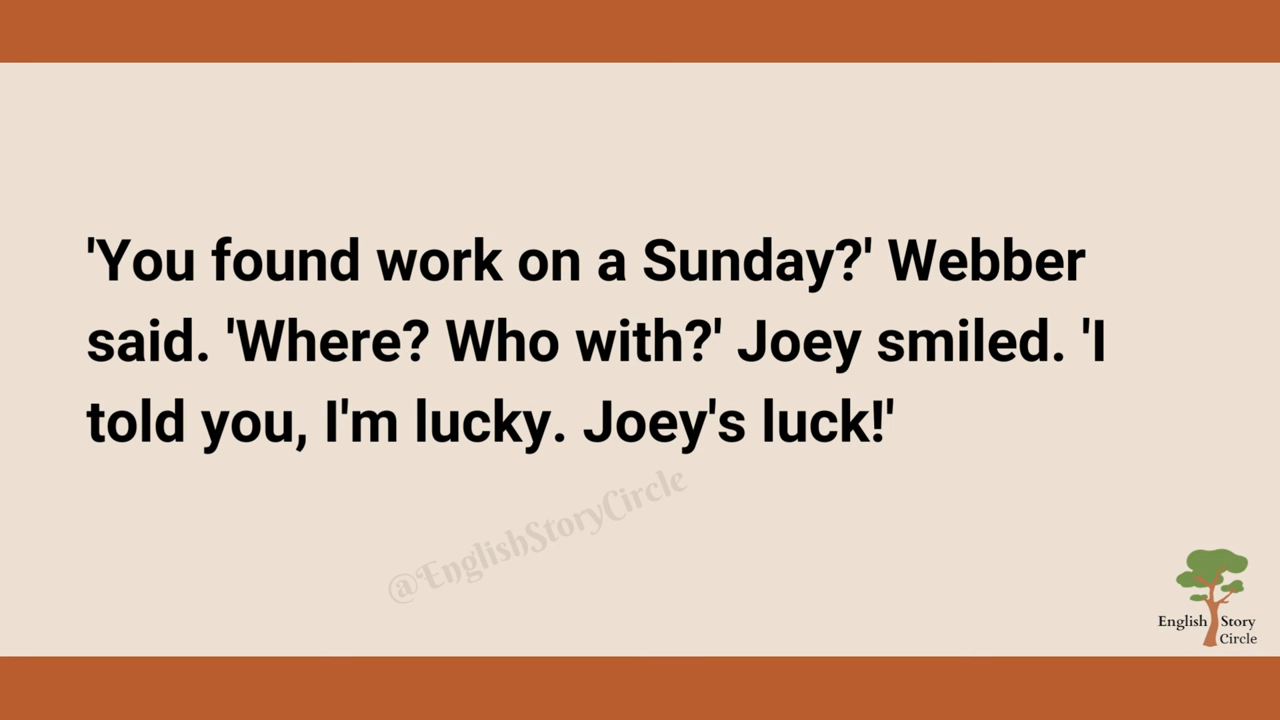 'You found work on a Sunday?' Webber
said. 'Where? Who with?' Joey smiled. 'I
told you, I'm lucky. Joey's luck!'
@EnglishStoryCircle
English Story
Circle